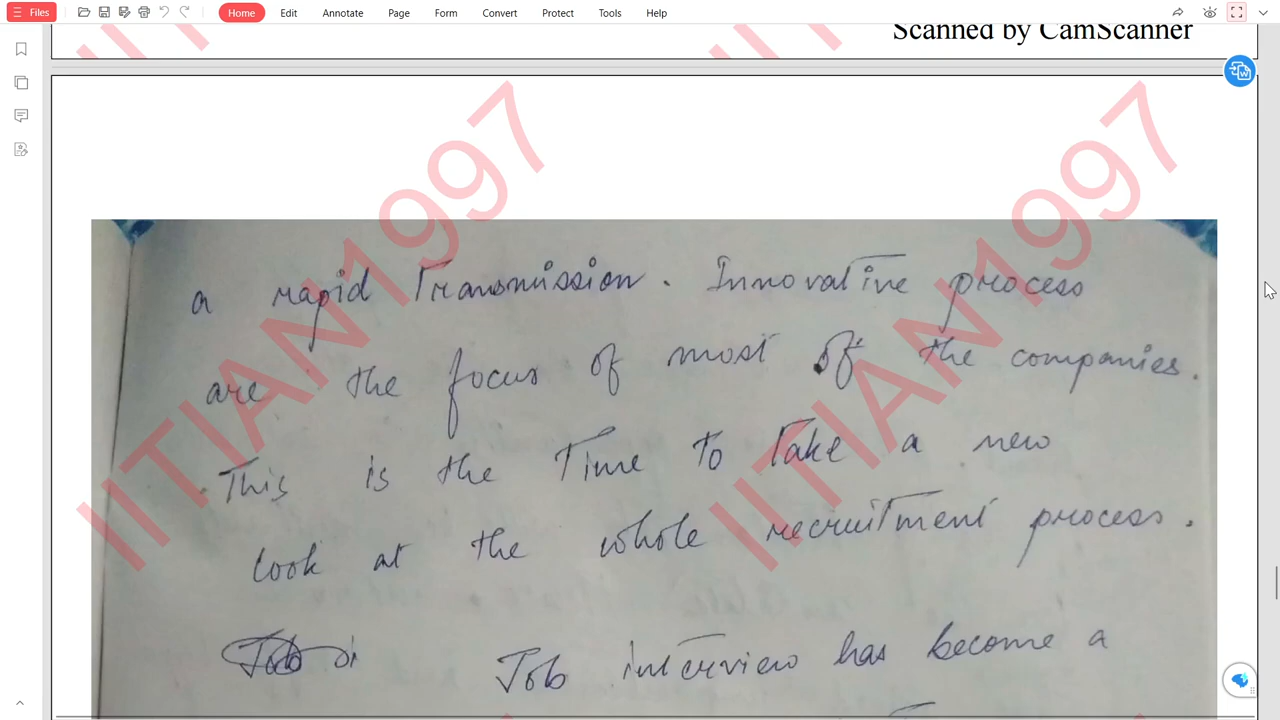 Files
Home Edit Annotate Page Form Convert Protect Tools Help
Scanned by CamScanner
IITIAN1997
IITIAN1997
a rapid Transmission. Innovative process
are the focus of most of the companies.
This is the Time to Take a new
look at the whole recruitment process.
Job Job interview has become a